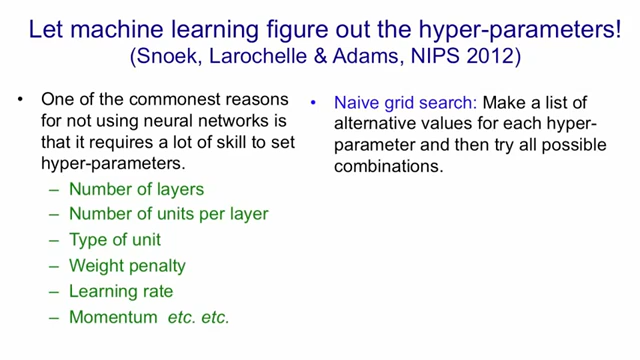 Let machine learning figure out the hyper-parameters!
(Snoek, Larochelle & Adams, NIPS 2012)
• One of the commonest reasons
for not using neural networks is
that it requires a lot of skill to set
hyper-parameters.
– Number of layers
– Number of units per layer
– Type of unit
– Weight penalty
– Learning rate
– Momentum etc. etc.
• Naive grid search: Make a list of
alternative values for each hyper-
parameter and then try all possible
combinations.